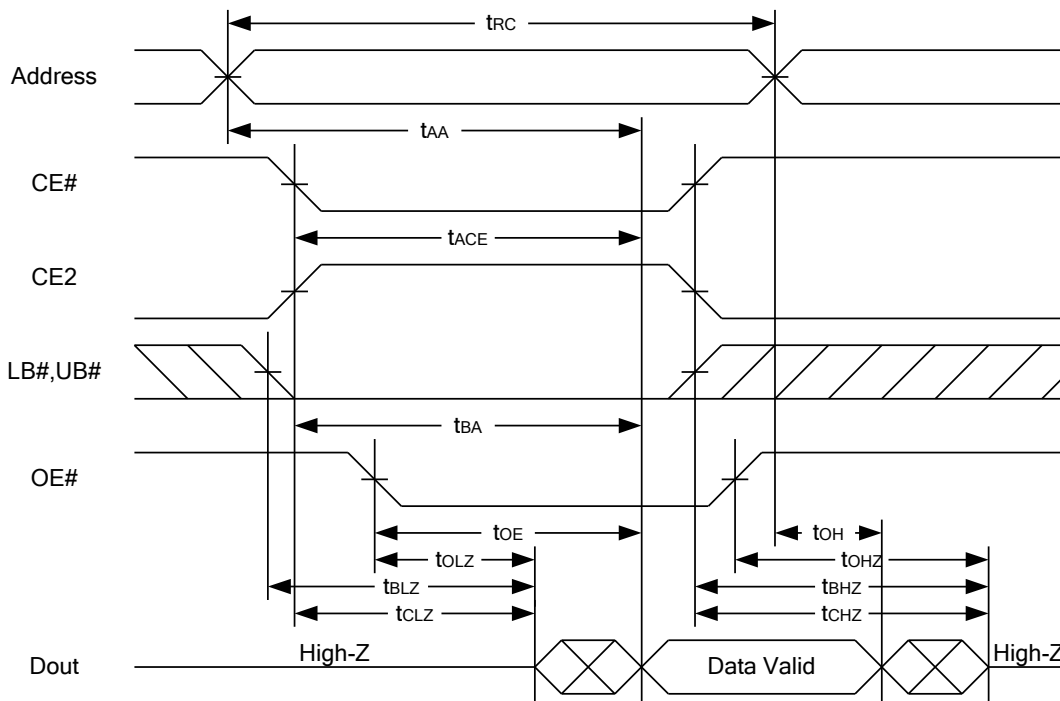 tRC
Address
tAA
CE#
tACE
CE2
LB#,UB#
tBA
OE#
tOE
tOH
tOLZ
tOHZ
tBLZ
tBHZ
tCLZ
tCHZ
Dout
High-Z
Data Valid
High-Z